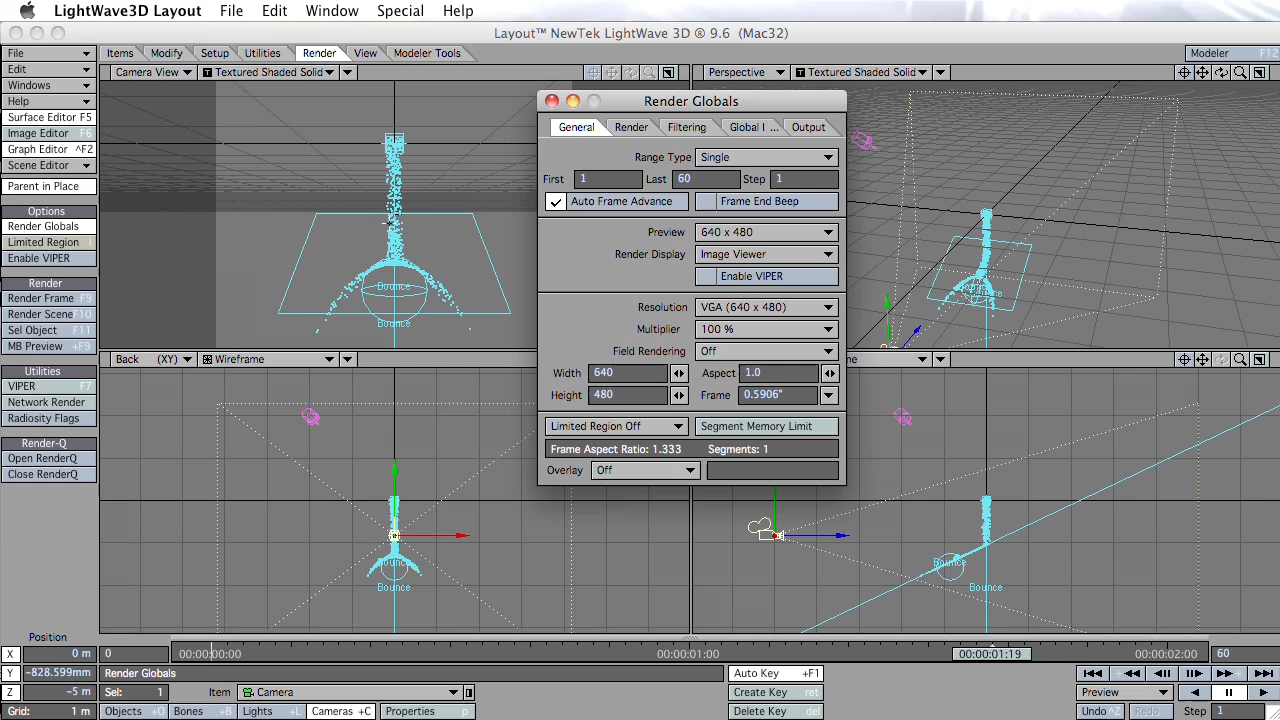 LightWave3D Layout File Edit Window Special Help
Layout™ NewTek LightWave 3D ® 9.6 (Mac32)
File Items Modify Setup Utilities Render View Modeler Tools Modeler F12
Edit Camera View Textured Shaded Solid Perspective Textured Shaded Solid
Windows
Help
Surface Editor F5
Image Editor F6
Graph Editor ^F2
Scene Editor
Parent in Place
Options
Render Globals
Limited Region l
Enable VIPER
Render
Render Frame F9
Render Scene F10
Sel Object F11
MB Preview +F9
Utilities
VIPER F7
Network Render
Radiosity Flags
Render-Q
Open RenderQ
Close RenderQ
Bounce
Bounce
Bounce
Render Globals
General Render Filtering Global I ... Output
Range Type Single
First 1 Last 60 Step 1
Auto Frame Advance Frame End Beep
Preview 640 x 480
Render Display Image Viewer
Enable VIPER
Resolution VGA (640 x 480)
Multiplier 100 %
Field Rendering Off
Width 640 Aspect 1.0
Height 480 Frame 0.5906"
Limited Region Off Segment Memory Limit
Frame Aspect Ratio: 1.333 Segments: 1
Overlay Off
Back (XY) Wireframe
Bounce
Bounce
Bounce
Bounce
Position
X 0 m 0 00:00:00:00 00:00:01:00 00:00:01:19 00:00:02:00 60
Y -828.599mm Render Globals Auto Key +F1
Z -5 m Sel: 1 Item Camera Create Key ret Preview
Grid: 1 m Objects +O Bones +B Lights +L Cameras +C Properties Delete Key del Undo ^Z Redo Step 1